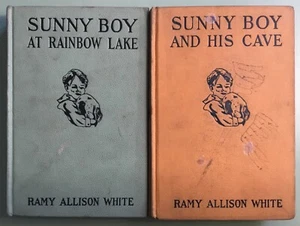 SUNNY BOY
AT RAINBOW LAKE
RAMY ALLISON WHITE
SUNNY BOY
AND HIS CAVE
RAMY ALLISON WHITE